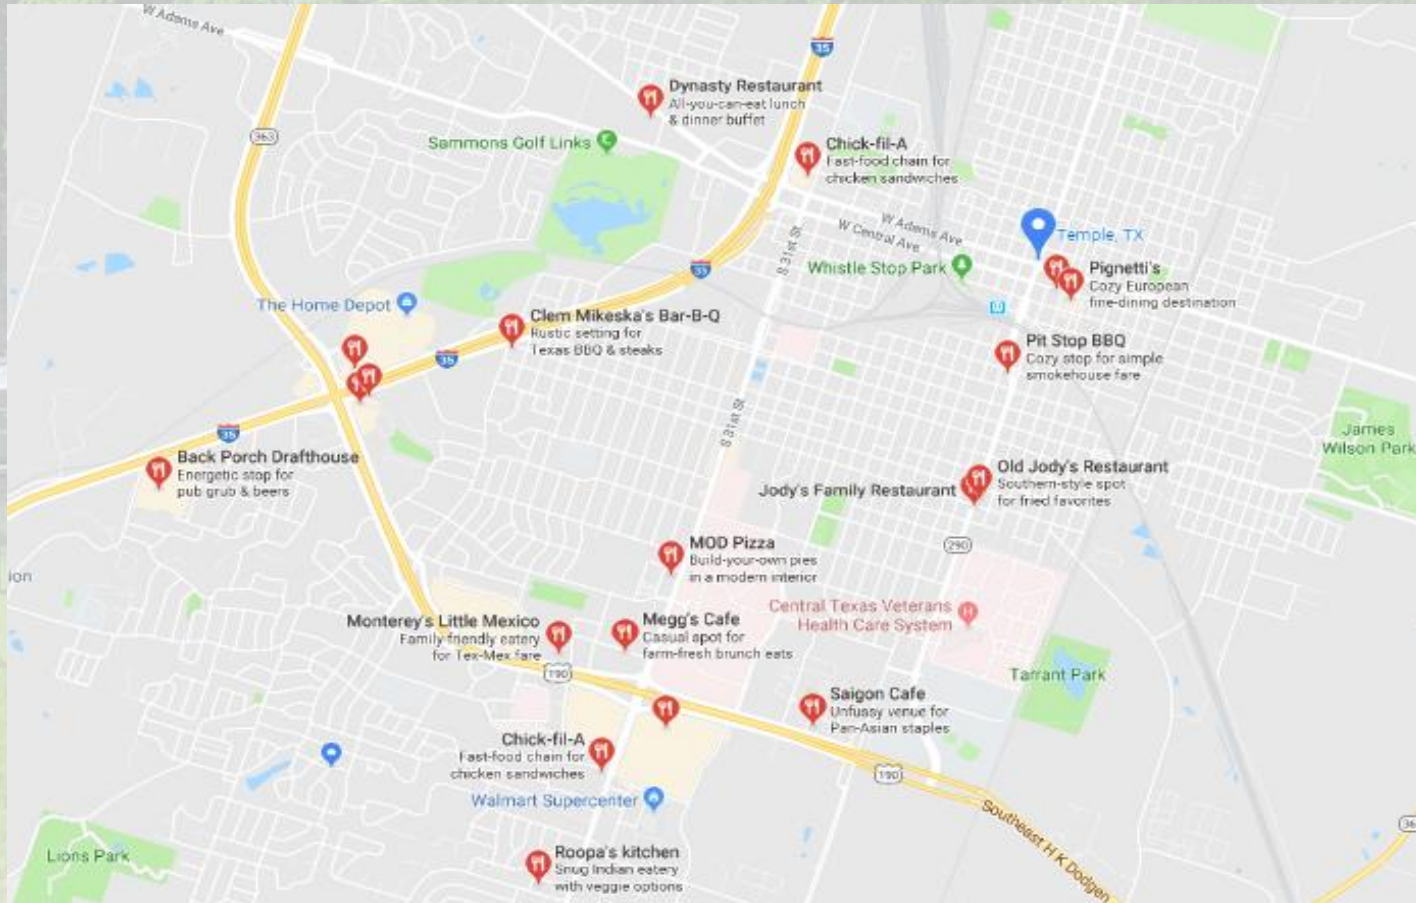 W Adams Ave
35
Dynasty Restaurant
All-you-can-eat lunch
& dinner buffet
363
Sammons Golf Links
Chick-fil-A
Fast-food chain for
chicken sandwiches
W Adams Ave
W Central Ave
S 31st St
Temple, TX
Whistle Stop Park
35
Pignetti's
Cozy European
fine-dining destination
The Home Depot
Clem Mikeska's Bar-B-Q
Rustic setting for
Texas BBQ & steaks
35
Pit Stop BBQ
Cozy stop for simple
smokehouse fare
S 31st St
35
James
Wilson Park
Back Porch Drafthouse
Energetic stop for
pub grub & beers
Old Jody's Restaurant
Southern-style spot
for fried favorites
Jody's Family Restaurant
290
MOD Pizza
Build-your-own pies
in a modern interior
ion
Central Texas Veterans
Health Care System
H
Monterey's Little Mexico
Family-friendly eatery
for Tex-Mex fare
Megg's Cafe
Casual spot for
farm-fresh brunch eats
190
Tarrant Park
Saigon Cafe
Unfussy venue for
Pan-Asian staples
Chick-fil-A
Fast-food chain for
chicken sandwiches
190
Walmart Supercenter
Southeast H K Dodgen
36
Lions Park
Roopa's kitchen
Snug Indian eatery
with veggie options